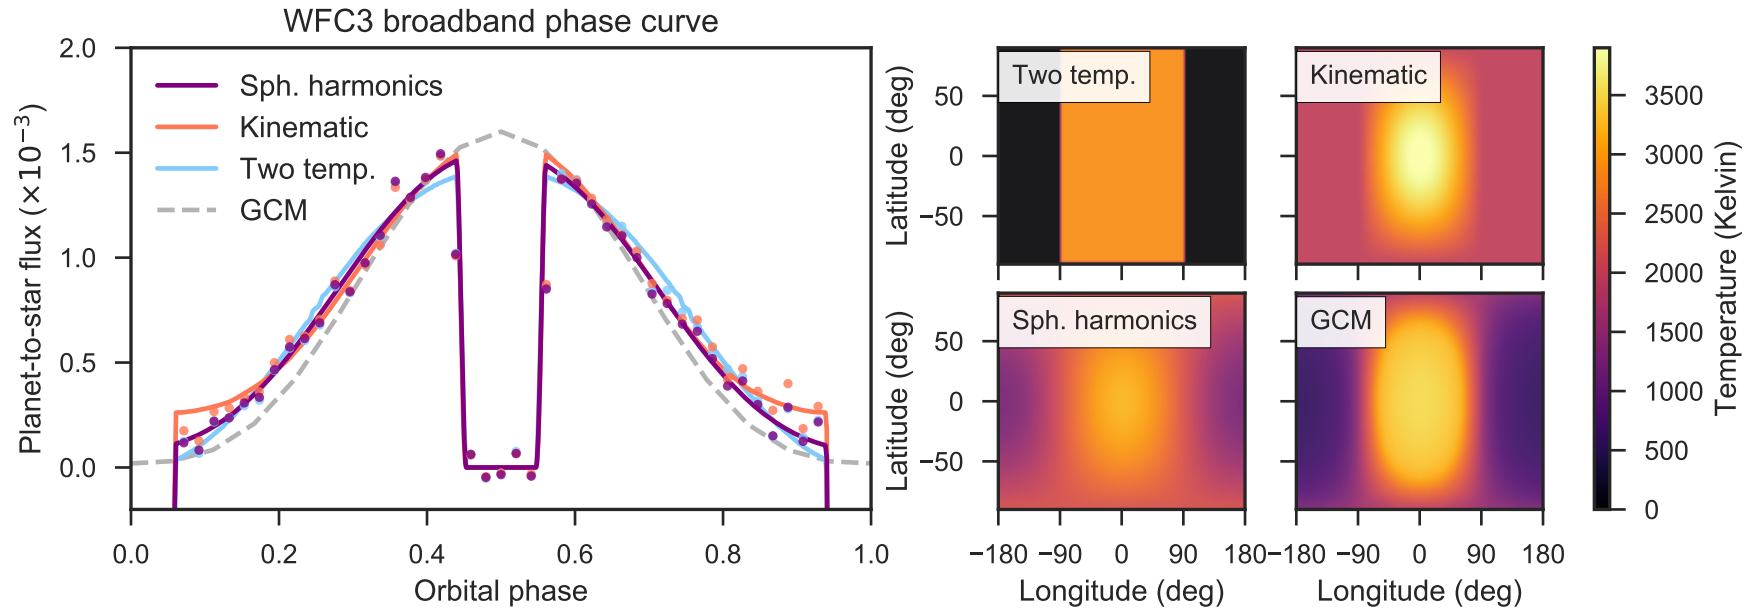 WFC3 broadband phase curve
Planet-to-star flux (×10⁻³)
2.0
1.5
1.0
0.5
0.0
Sph. harmonics
Kinematic
Two temp.
GCM
0.0 0.2 0.4 0.6 0.8 1.0
Orbital phase
Latitude (deg)
50
0
−50
Two temp.
Kinematic
Latitude (deg)
50
0
−50
Sph. harmonics
GCM
−180 −90 0 90 180
Longitude (deg)
−180 −90 0 90 180
Longitude (deg)
3500
3000
2500
2000
1500
1000
500
0
Temperature (Kelvin)